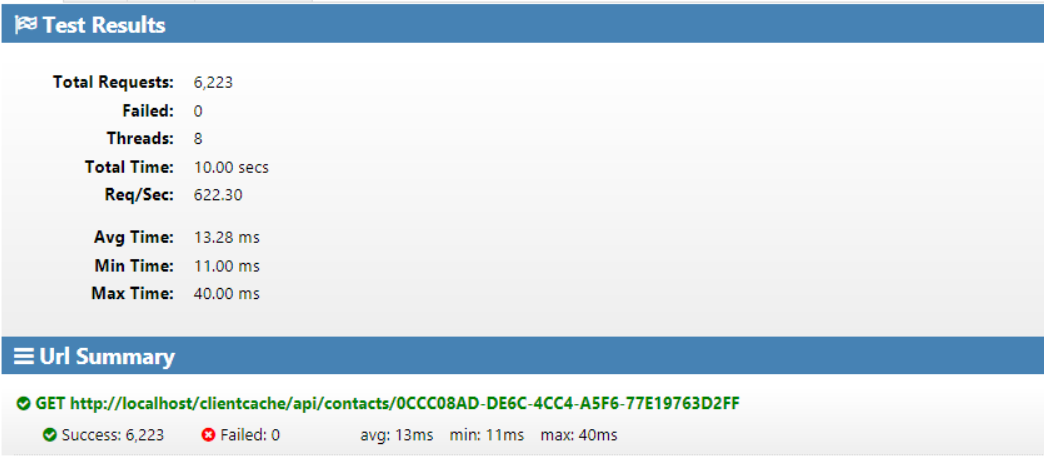 Test Results
Total Requests: 6,223
Failed: 0
Threads: 8
Total Time: 10.00 secs
Req/Sec: 622.30
Avg Time: 13.28 ms
Min Time: 11.00 ms
Max Time: 40.00 ms
Url Summary
GET http://localhost/clientcache/api/contacts/0CCC08AD-DE6C-4CC4-A5F6-77E19763D2FF
Success: 6,223 Failed: 0 avg: 13ms min: 11ms max: 40ms